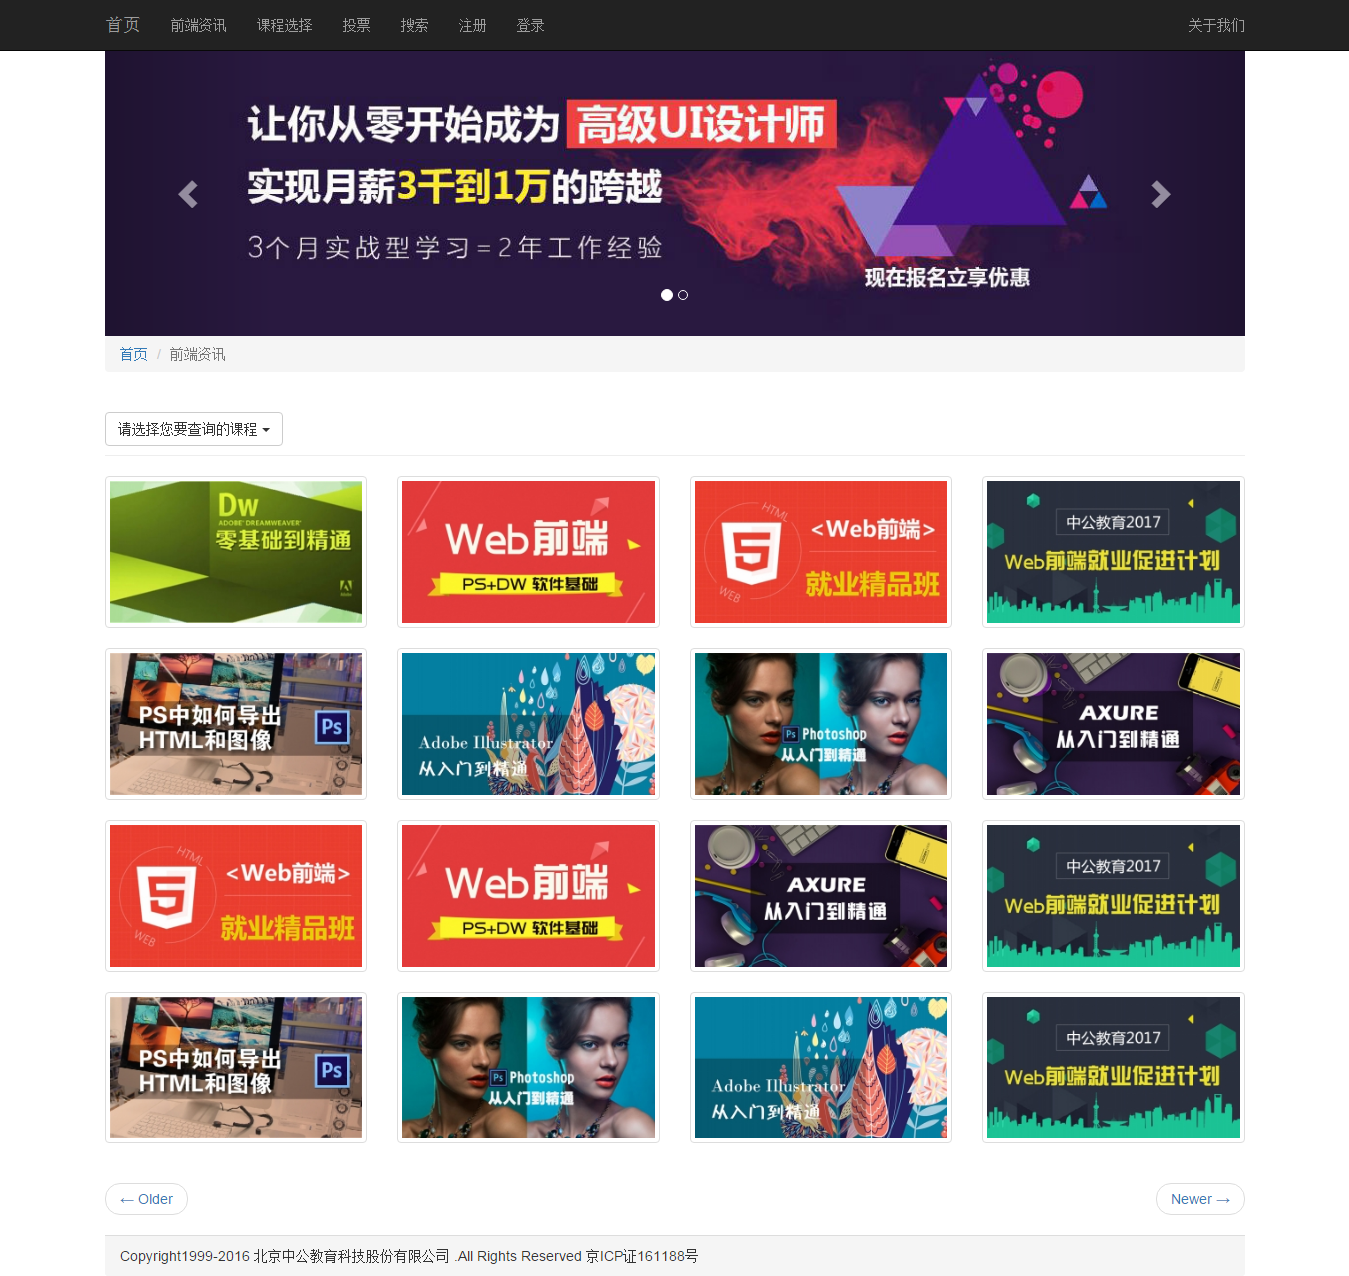 首页 前端资讯 课程选择 投票 搜索 注册 登录 关于我们
让你从零开始成为 高级UI设计师
实现月薪3千到1万的跨越
3个月实战型学习=2年工作经验
现在报名立享优惠
首页 / 前端资讯
请选择您要查询的课程
Dw
ADOBE® DREAMWEAVER®
零基础到精通
Adobe
Web前端
PS+DW 软件基础
HTML
5
WEB
<Web前端>
就业精品班
中公教育2017
Web前端就业促进计划
PS中如何导出
HTML和图像
Ps
Adobe Illustrator
从入门到精通
Ps Photoshop
从入门到精通
AXURE
从入门到精通
HTML
5
WEB
<Web前端>
就业精品班
Web前端
PS+DW 软件基础
AXURE
从入门到精通
中公教育2017
Web前端就业促进计划
PS中如何导出
HTML和图像
Ps
Ps Photoshop
从入门到精通
Adobe Illustrator
从入门到精通
中公教育2017
Web前端就业促进计划
← Older
Newer →
Copyright1999-2016 北京中公教育科技股份有限公司 .All Rights Reserved 京ICP证161188号